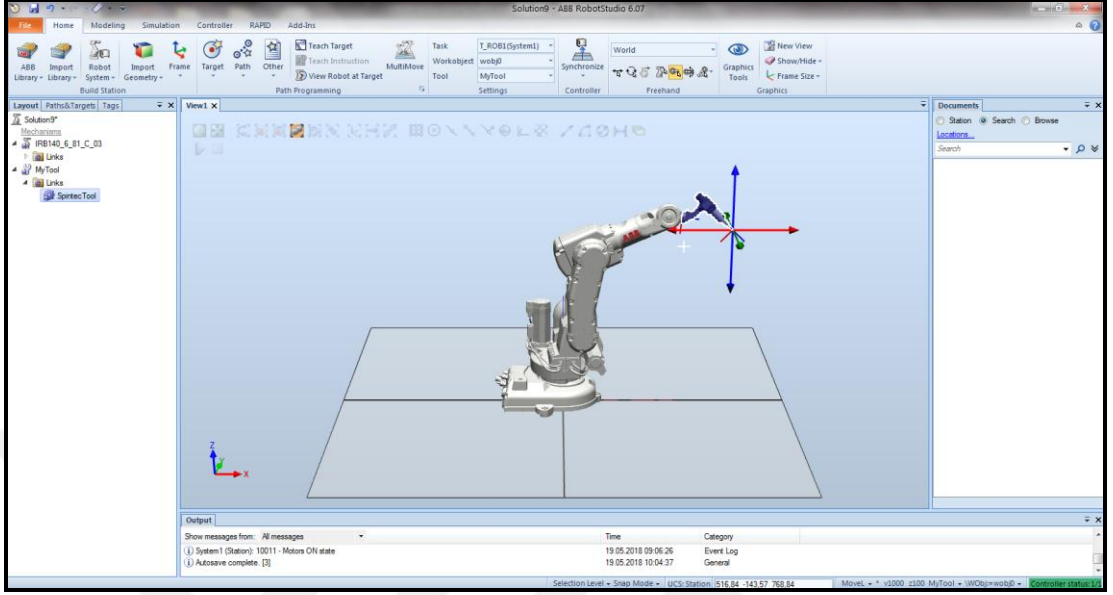 Solution9 - ABB RobotStudio 6.07
File Home Modeling Simulation Controller RAPID Add-Ins
ABB Library
Import Library
Robot System
Import Geometry
Frame
Build Station
Target
Path
Other
Teach Target
Teach Instruction
View Robot at Target
MultiMove
Path Programming
Task T_ROB1(System1)
Workobject wobj0
Tool MyTool
Settings
Synchronize
Controller
World
Freehand
Graphics Tools
New View
Show/Hide
Frame Size
Graphics
Layout Paths&Targets Tags
Solution9*
Mechanisms
IRB140_6_81_C_03
Links
MyTool
Links
SpintecTool
View1
ABB
Z
Y
X
Documents
Station Search Browse
Locations...
Search
Output
Show messages from: All messages Time Category
System1 (Station): 10011 - Motors ON state 19.05.2018 09:06:26 Event Log
Autosave complete. [3] 19.05.2018 10:04:37 General
Selection Level Snap Mode UCS: Station 516,84 -143,57 768,84 MoveL * v1000 z100 MyTool \WObj:=wobj0 Controller status: 1/1